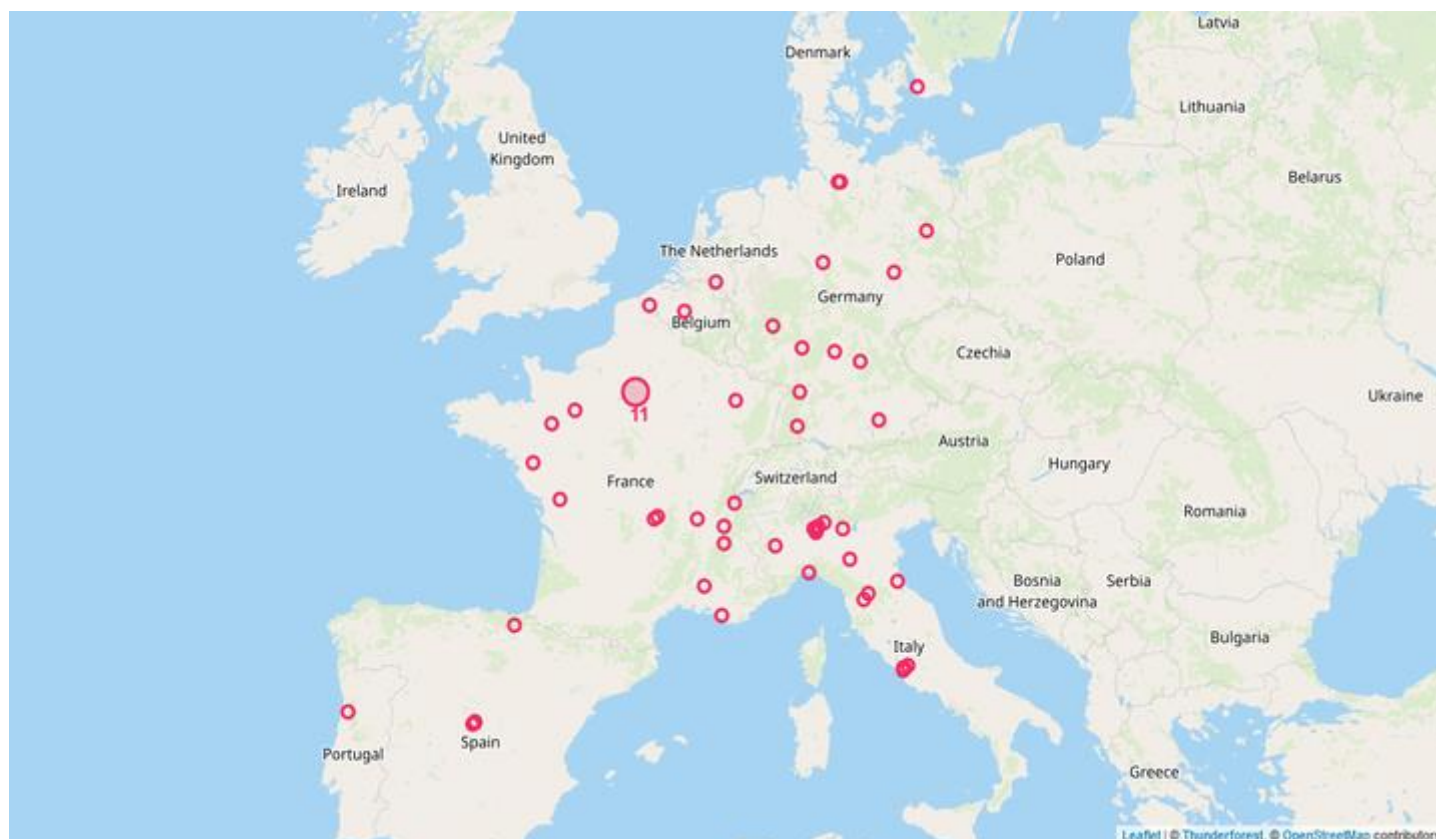 Latvia
Denmark
Lithuania
United
Kingdom
Belarus
Ireland
The Netherlands
Poland
Germany
Belgium
Czechia
Ukraine
11
Austria
Hungary
Switzerland
France
Romania
Bosnia
and Herzegovina
Serbia
Bulgaria
Italy
Spain
Portugal
Greece
Leaflet | © Thunderforest, © OpenStreetMap contributor